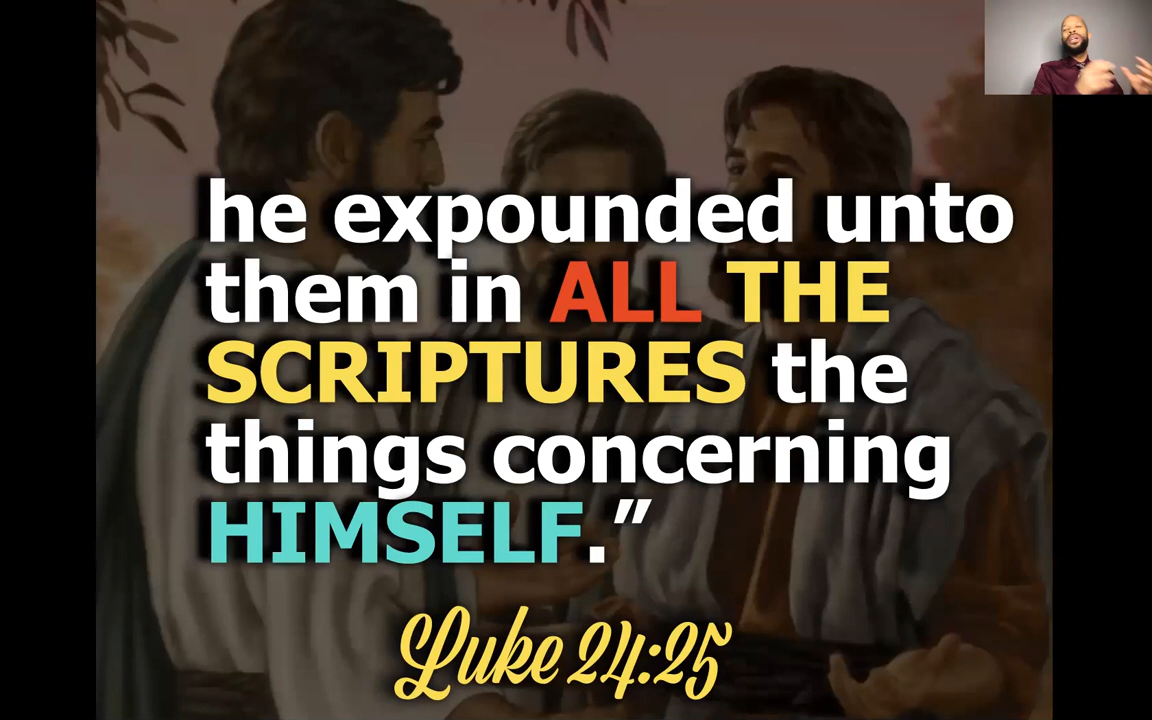 he expounded unto
them in ALL THE
SCRIPTURES the
things concerning
HIMSELF.”
Luke 24:25